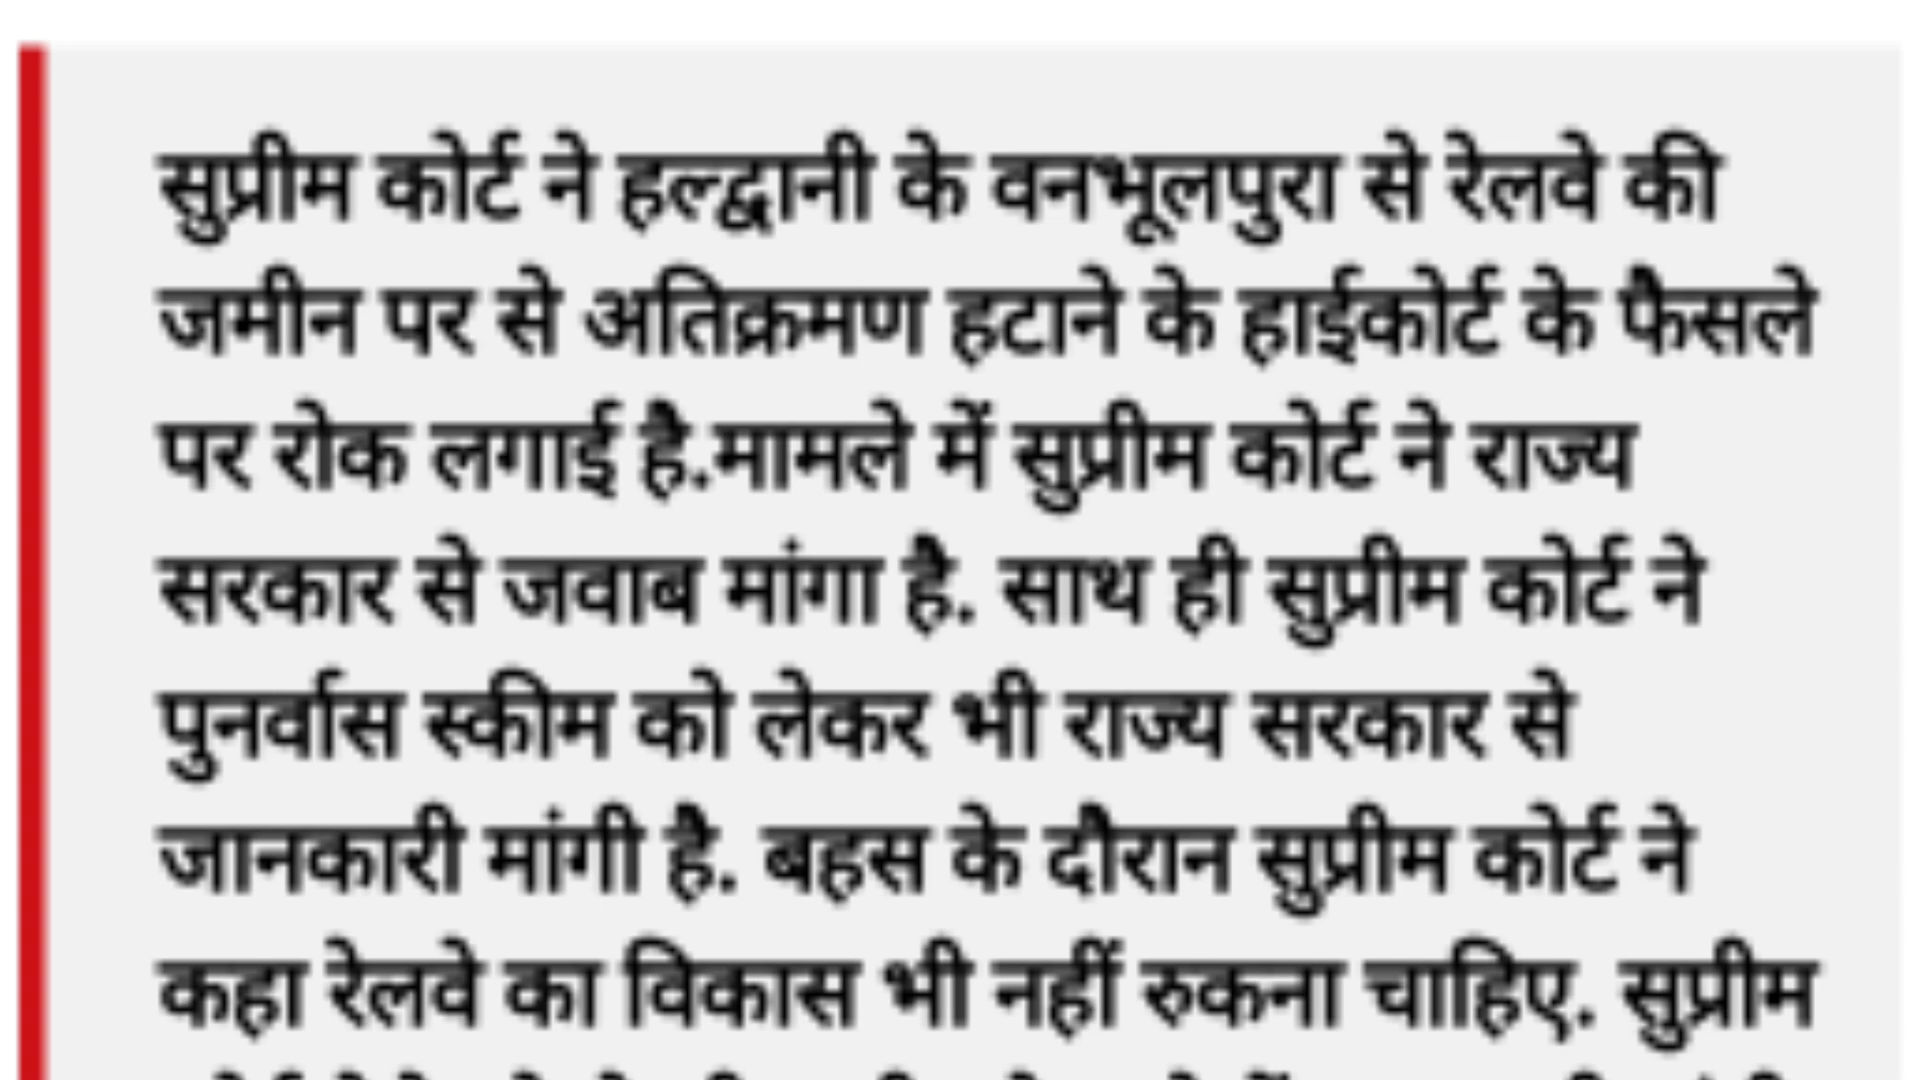 सुप्रीम कोर्ट ने हल्द्वानी के वनभूलपुरा से रेलवे की
जमीन पर से अतिक्रमण हटाने के हाईकोर्ट के फैसले
पर रोक लगाई है.मामले में सुप्रीम कोर्ट ने राज्य
सरकार से जवाब मांगा है. साथ ही सुप्रीम कोर्ट ने
पुनर्वास स्कीम को लेकर भी राज्य सरकार से
जानकारी मांगी है. बहस के दौरान सुप्रीम कोर्ट ने
कहा रेलवे का विकास भी नहीं रुकना चाहिए. सुप्रीम